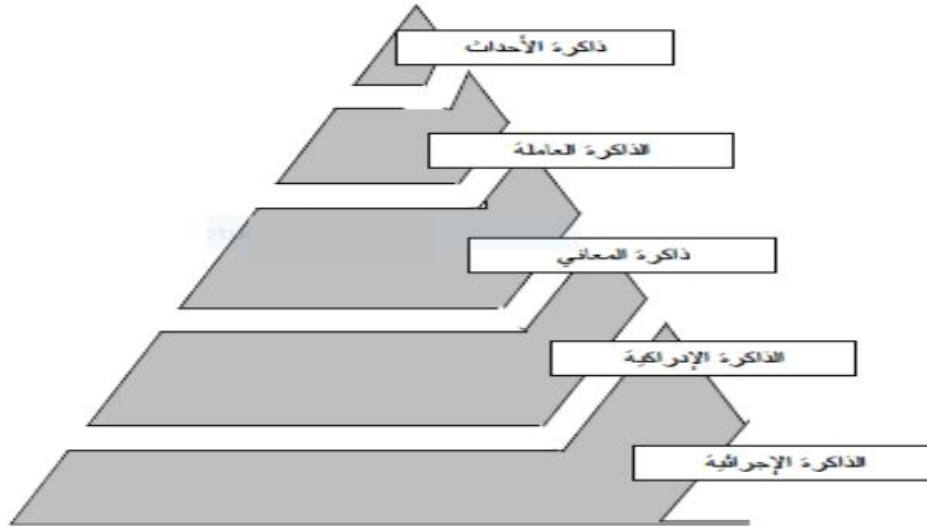 ذاكرة الأحداث
الذاكرة العاملة
ذاكرة المعاني
الذاكرة الإدراكية
الذاكرة الإجرائية